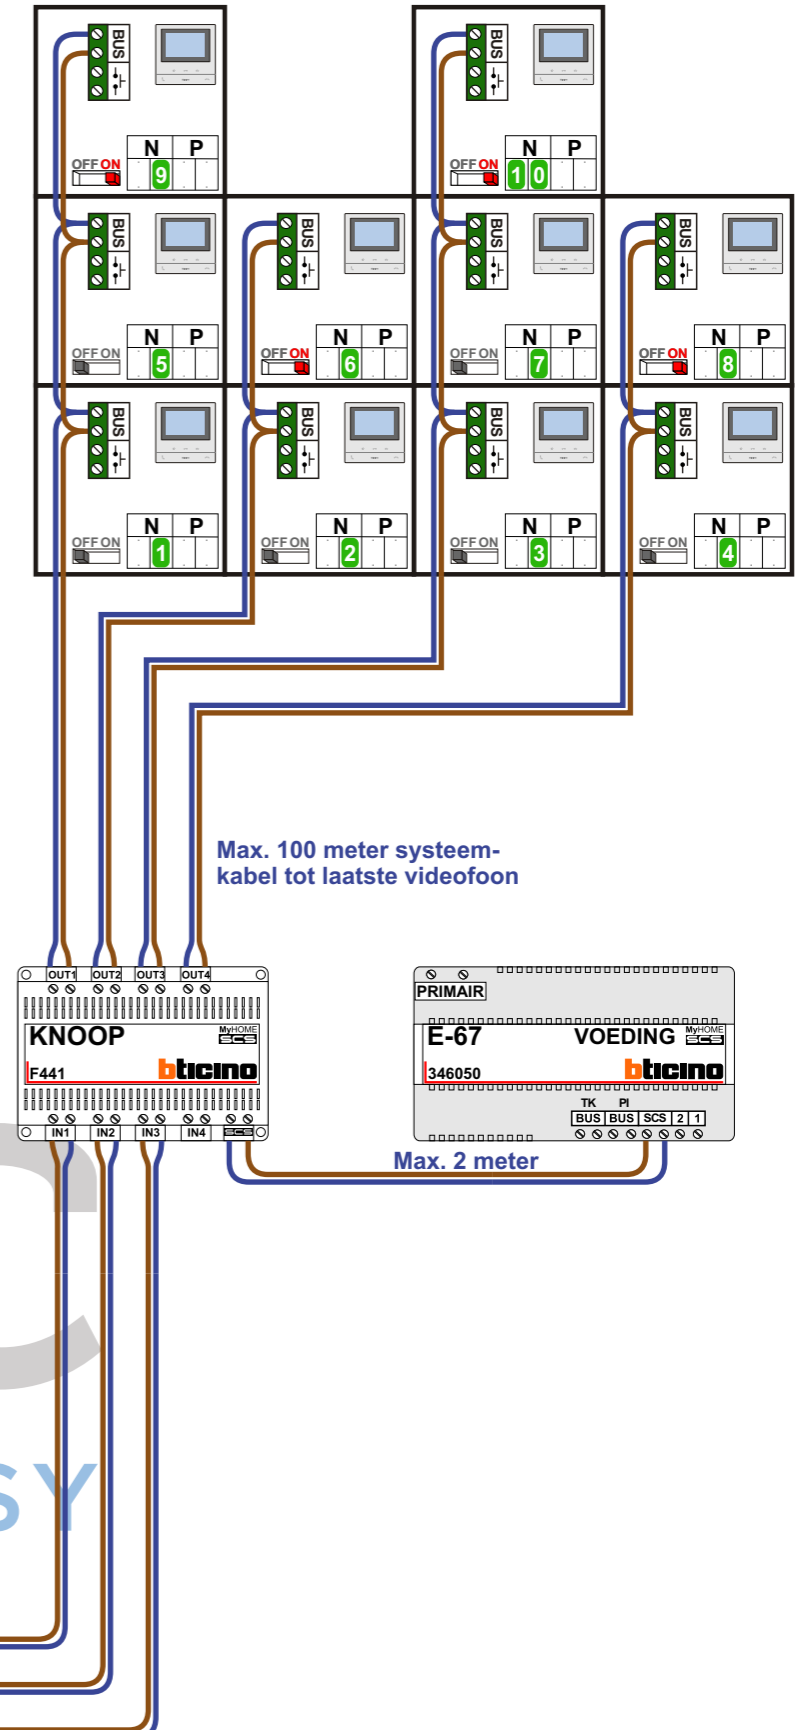 BUS
BUS
N P
N P
OFF ON
OFF ON
9
10
BUS
BUS
BUS
BUS
N P
N P
N P
N P
OFF ON
OFF ON
OFF ON
OFF ON
5
6
7
8
BUS
BUS
BUS
BUS
N P
N P
N P
N P
OFF ON
OFF ON
OFF ON
OFF ON
1
2
3
4
Max. 100 meter systeem-
kabel tot laatste videofoon
OUT1 OUT2 OUT3 OUT4
KNOOP MyHOME
SCS
F441 bticino
IN1 IN2 IN3 IN4 SCS
PRIMAIR
E-67 VOEDING MyHOME
SCS
346050 bticino
TK PI
BUS BUS SCS 2 1
Max. 2 meter
C
SY